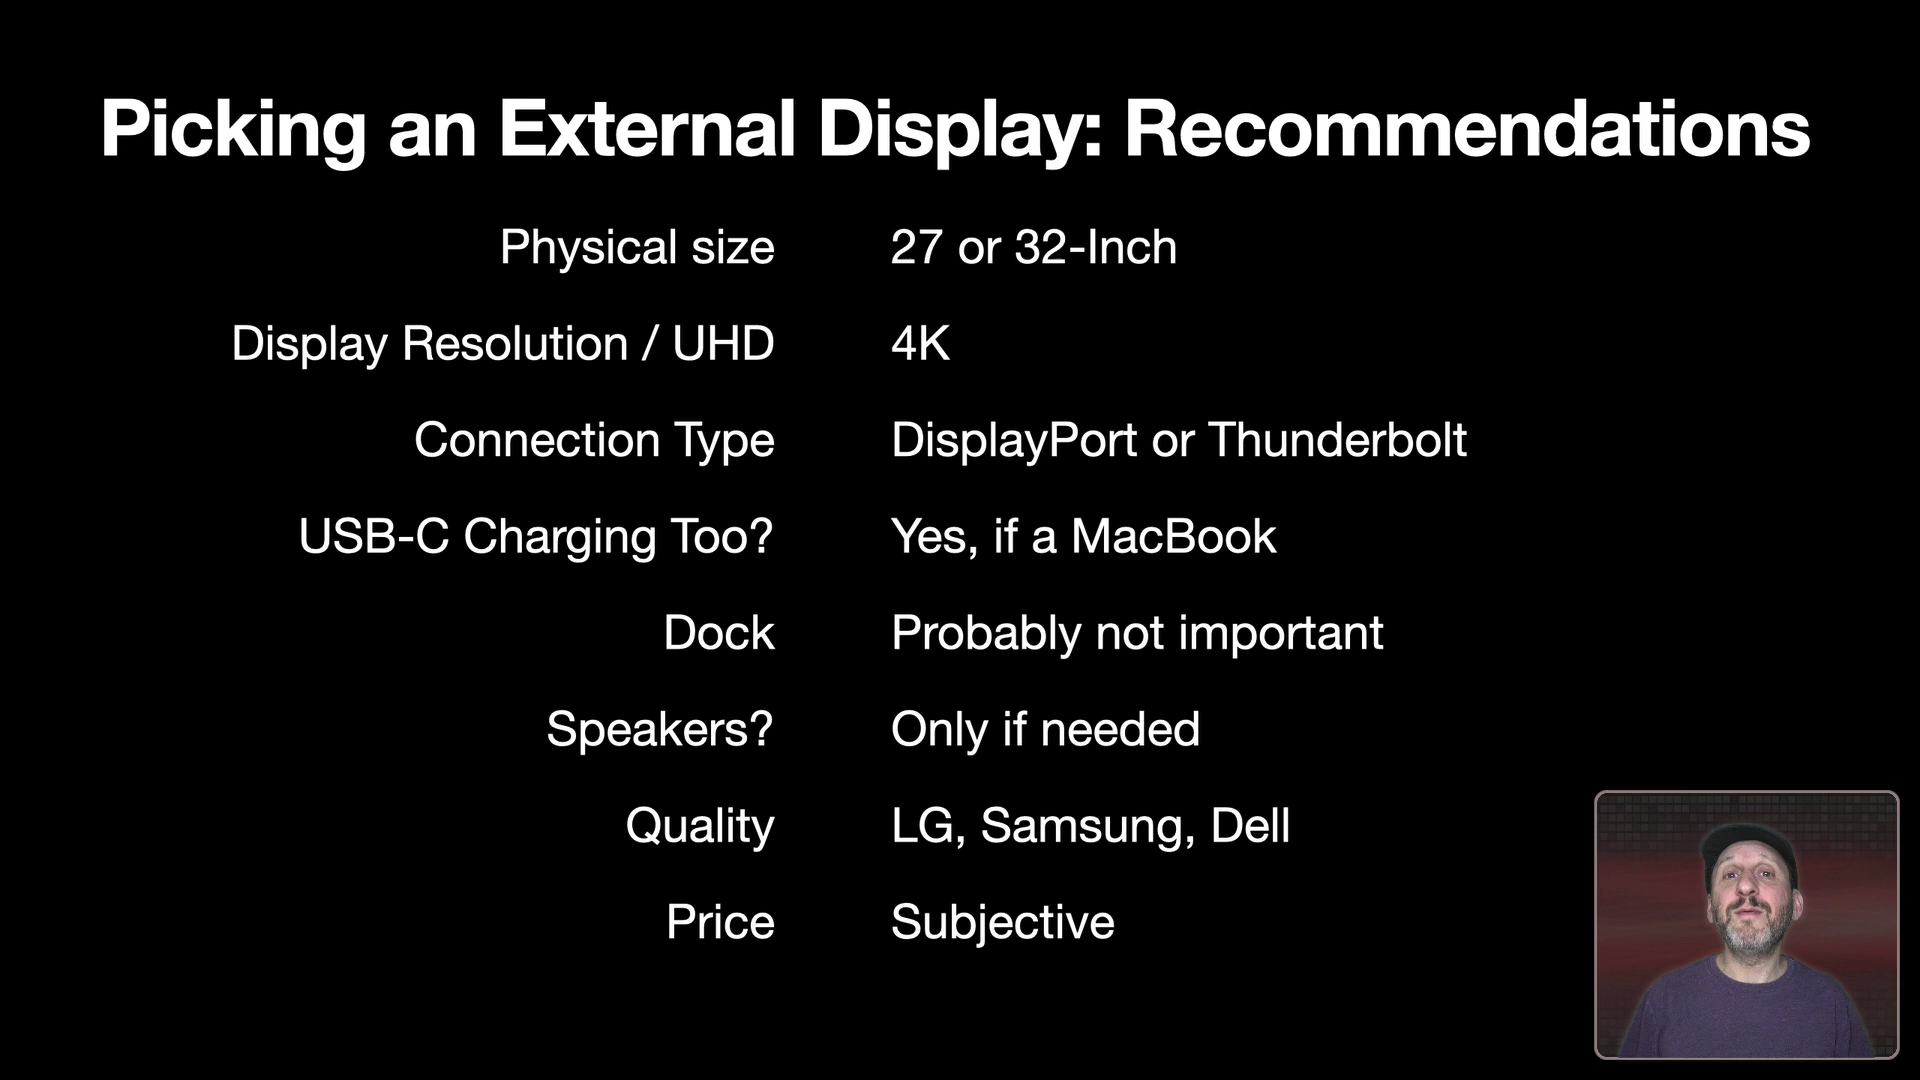 Picking an External Display: Recommendations
Physical size 27 or 32-Inch
Display Resolution / UHD 4K
Connection Type DisplayPort or Thunderbolt
USB-C Charging Too? Yes, if a MacBook
Dock Probably not important
Speakers? Only if needed
Quality LG, Samsung, Dell
Price Subjective